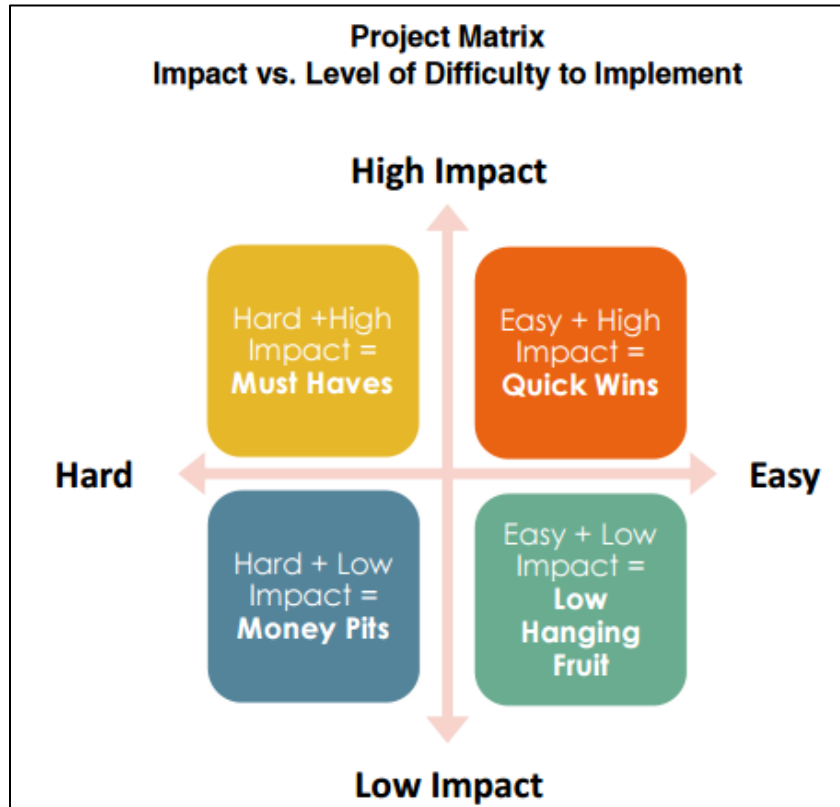 Project Matrix
Impact vs. Level of Difficulty to Implement
High Impact
Hard +High
Impact =
Must Haves
Easy + High
Impact =
Quick Wins
Hard
Easy
Hard + Low
Impact =
Money Pits
Easy + Low
Impact =
Low
Hanging
Fruit
Low Impact